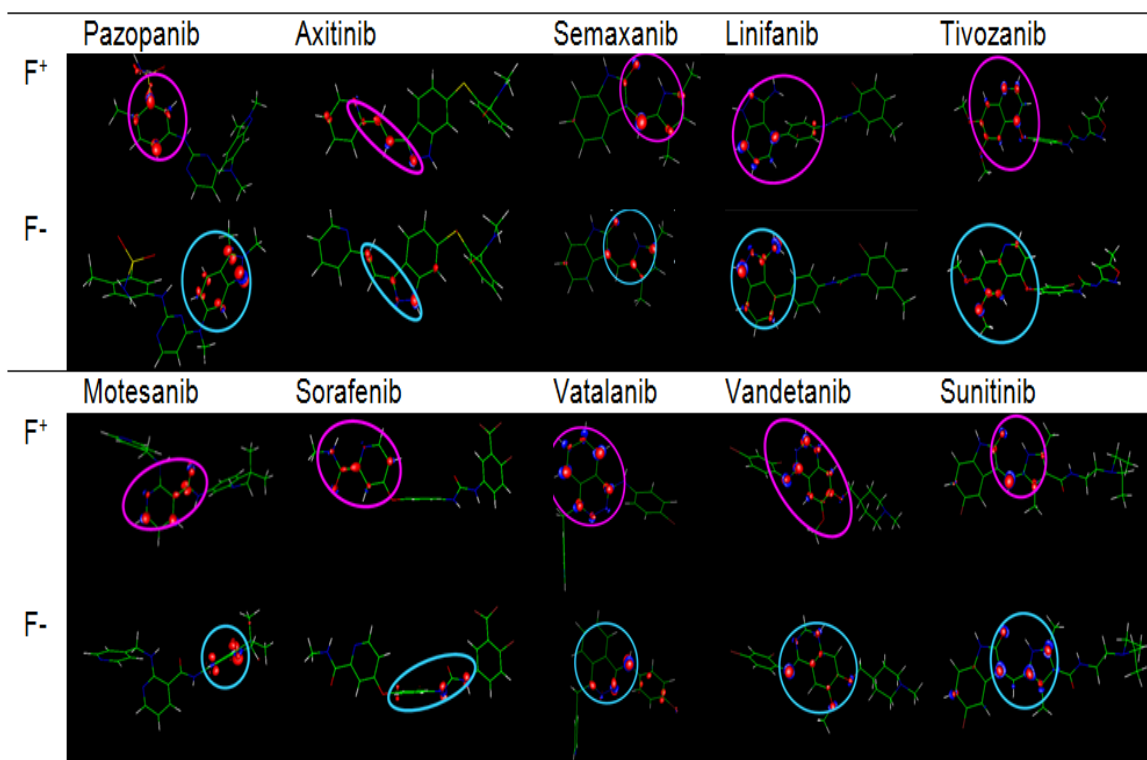 Pazopanib Axitinib Semaxanib Linifanib Tivozanib
F+
F-
Motesanib Sorafenib Vatalanib Vandetanib Sunitinib
F+
F-